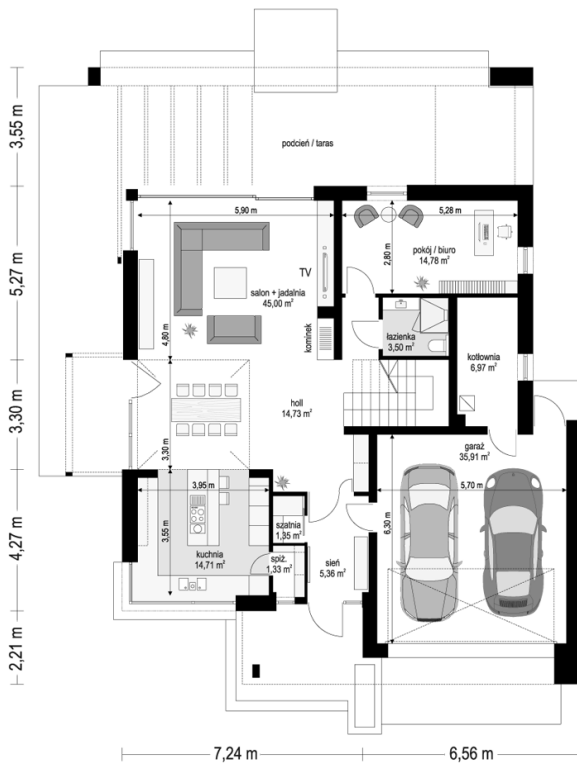 3,55 m
podcień / taras
5,90 m
5,28 m
5,27 m
2,80 m
pokój / biuro
14,78 m²
TV
salon + jadalnia
45,00 m²
4,80 m
kominek
łazienka
3,50 m²
kotłownia
6,97 m²
3,30 m
holl
14,73 m²
3,30 m
garaż
35,91 m²
3,95 m
5,70 m
4,27 m
3,55 m
szatnia
1,35 m²
6,30 m
kuchnia
14,71 m²
spiż.
1,33 m²
sień
5,36 m²
2,21 m
7,24 m
6,56 m